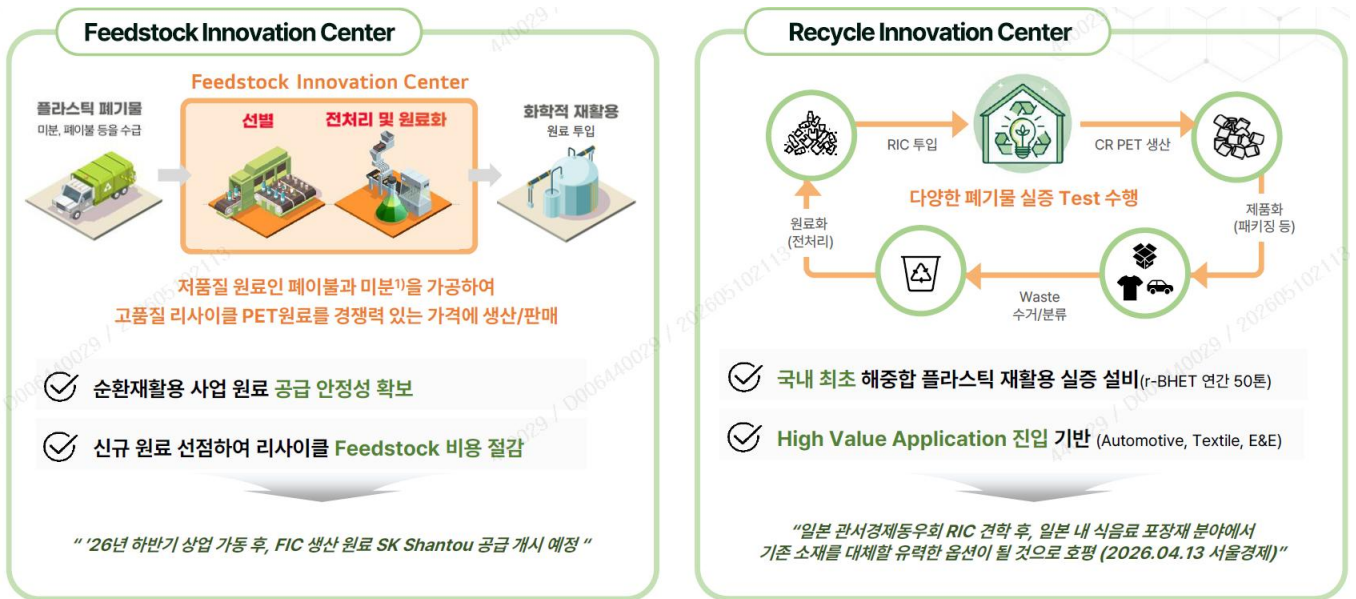 Feedstock Innovation Center
Feedstock Innovation Center
플라스틱 폐기물
미분, 페이불 등을 수급
선별
전처리 및 원료화
화학적 재활용
원료 투입
저품질 원료인 페이불과 미분1)을 가공하여
고품질 리사이클 PET원료를 경쟁력 있는 가격에 생산/판매
순환재활용 사업 원료 공급 안정성 확보
신규 원료 선점하여 리사이클 Feedstock 비용 절감
“ ’26년 하반기 상업 가동 후, FIC 생산 원료 SK Shantou 공급 개시 예정 “
Recycle Innovation Center
RIC 투입
CR PET 생산
다양한 폐기물 실증 Test 수행
원료화
(전처리)
제품화
(패키징 등)
Waste
수거/분류
국내 최초 해중합 플라스틱 재활용 실증 설비(r-BHET 연간 50톤)
High Value Application 진입 기반 (Automotive, Textile, E&E)
“일본 관서경제동우회 RIC 견학 후, 일본 내 식음료 포장재 분야에서
기존 소재를 대체할 유력한 옵션이 될 것으로 호평 (2026.04.13 서울경제)”
D006440029 / 202605102113